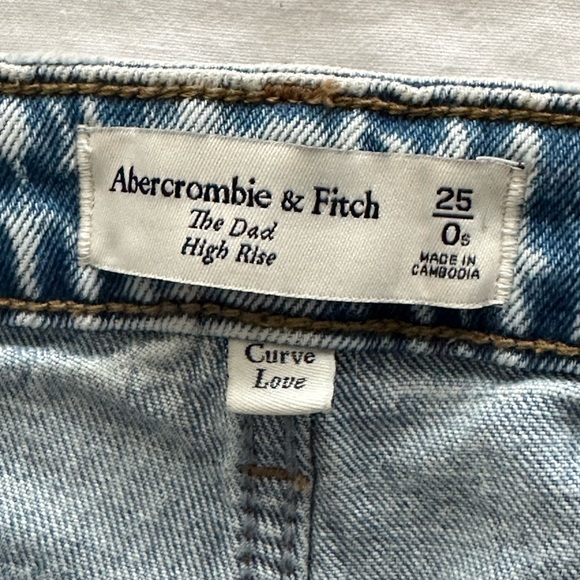 Abercrombie & Fitch
The Dad
High Rise
25
0s
MADE IN
CAMBODIA
Curve
Love